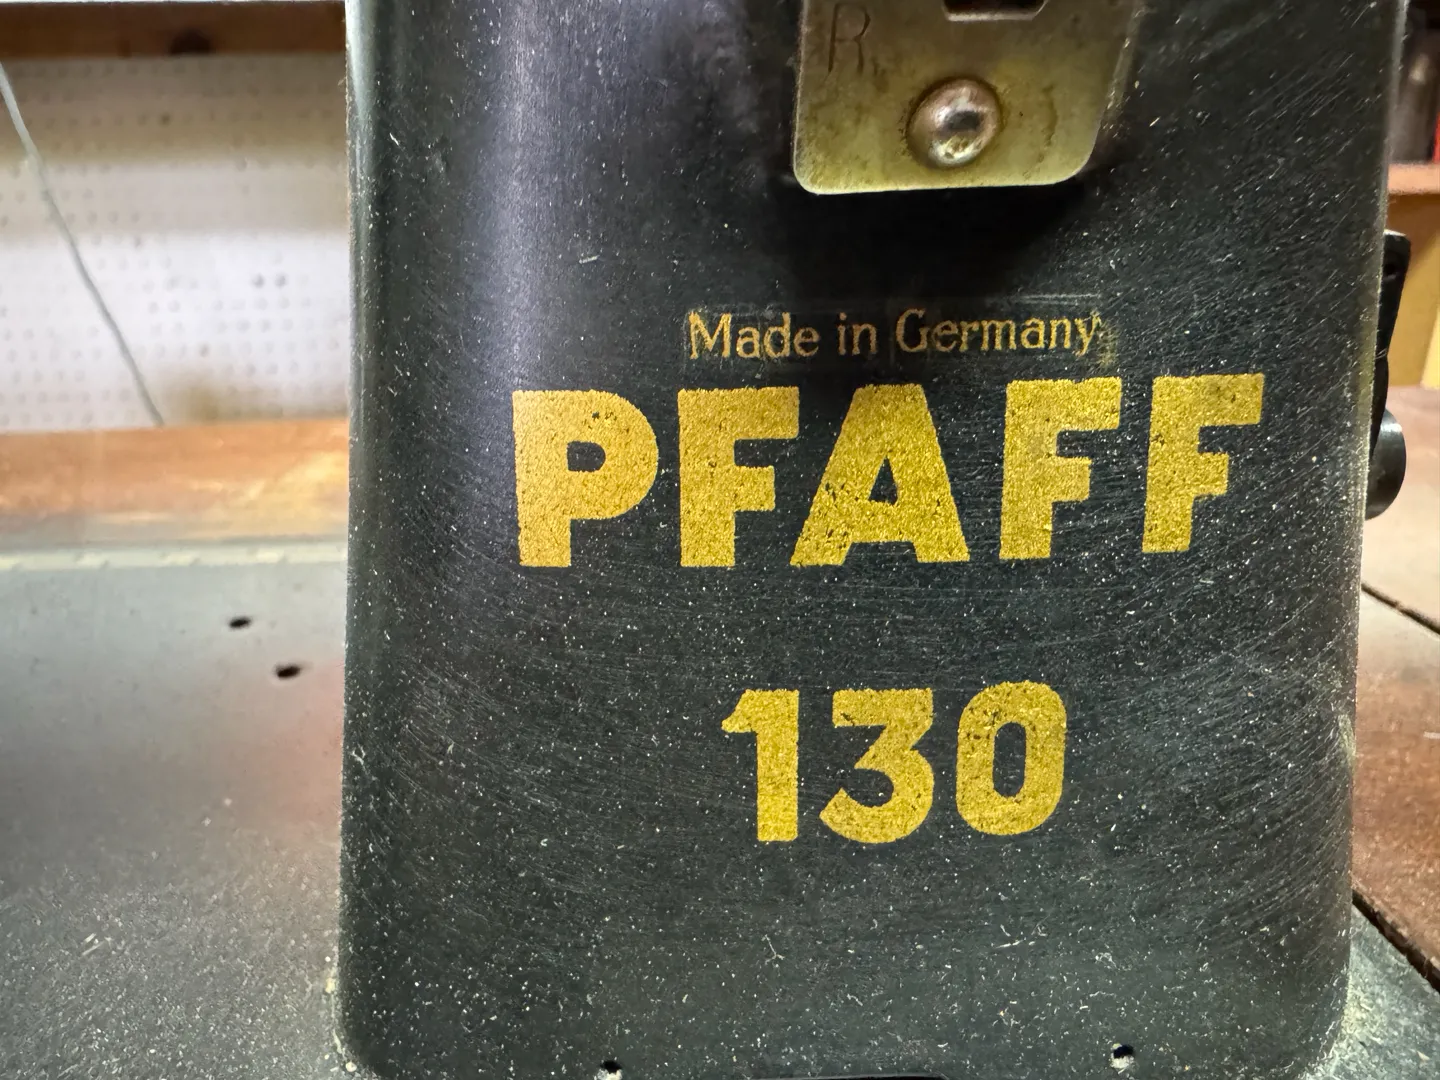 R
Made in Germany
PFAFF
130